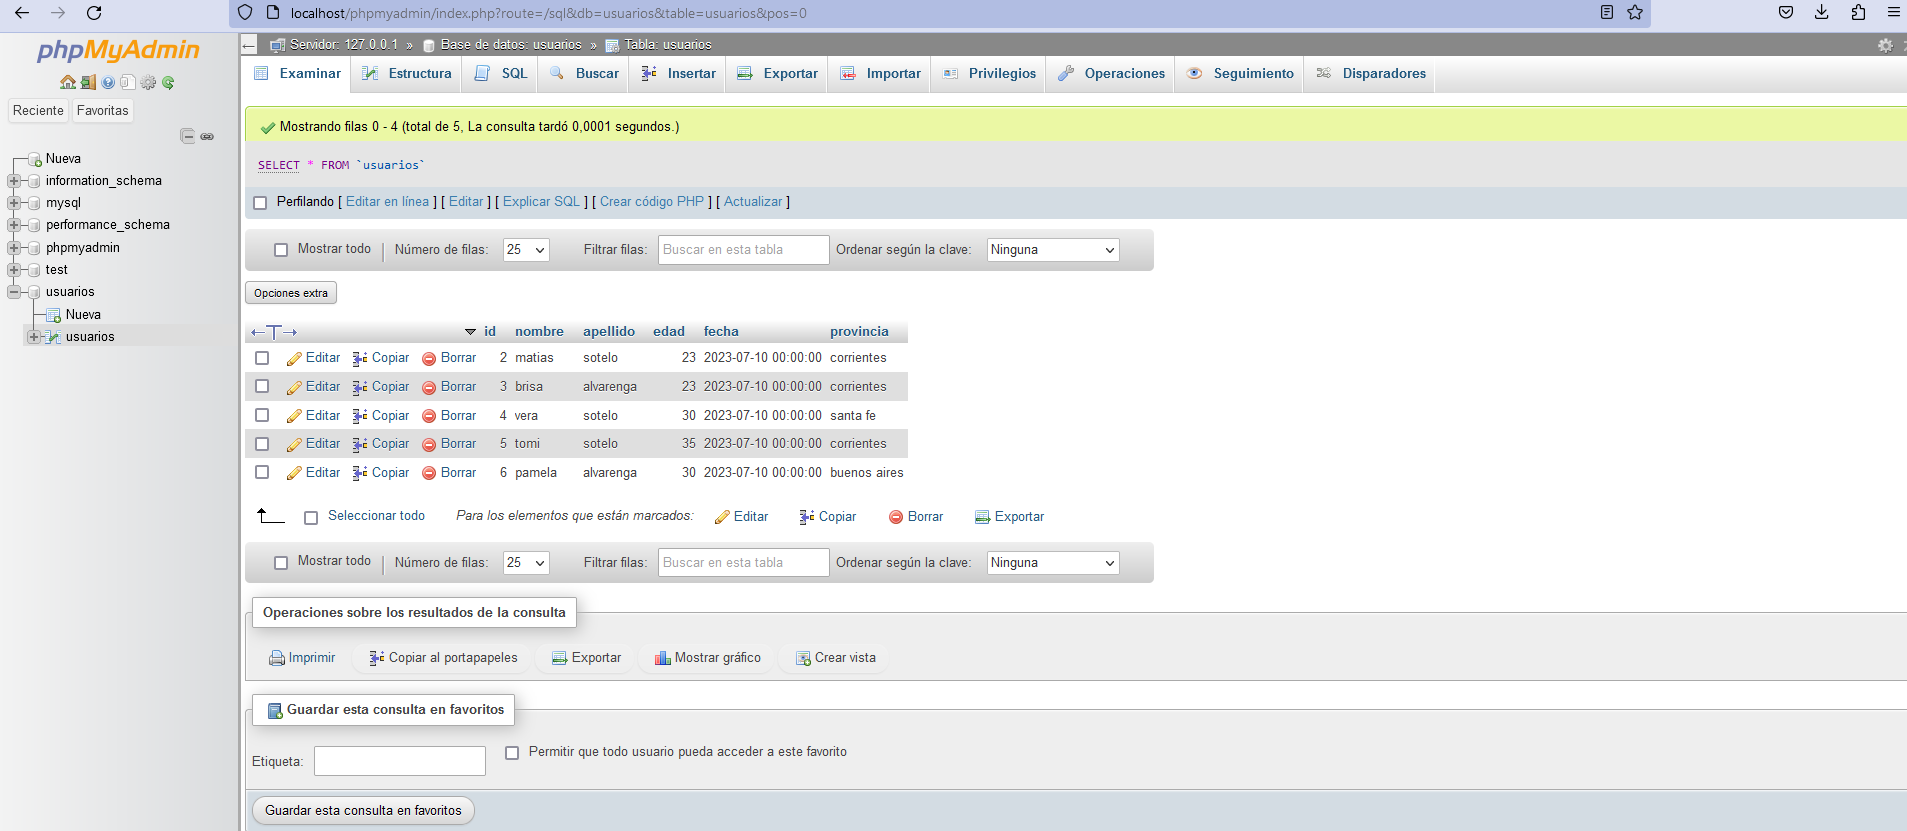 localhost/phpmyadmin/index.php?route=/sql&db=usuarios&table=usuarios&pos=0
phpMyAdmin
Reciente Favoritas
Nueva
information_schema
mysql
performance_schema
phpmyadmin
test
usuarios
Nueva
usuarios
Servidor: 127.0.0.1 » Base de datos: usuarios » Tabla: usuarios
Examinar Estructura SQL Buscar Insertar Exportar Importar Privilegios Operaciones Seguimiento Disparadores
Mostrando filas 0 - 4 (total de 5, La consulta tardó 0,0001 segundos.)
SELECT * FROM `usuarios`
Perfilando [ Editar en línea ] [ Editar ] [ Explicar SQL ] [ Crear código PHP ] [ Actualizar ]
Mostrar todo Número de filas: 25 Filtrar filas: Buscar en esta tabla Ordenar según la clave: Ninguna
Opciones extra
←T→ id nombre apellido edad fecha provincia
Editar Copiar Borrar 2 matias sotelo 23 2023-07-10 00:00:00 corrientes
Editar Copiar Borrar 3 brisa alvarenga 23 2023-07-10 00:00:00 corrientes
Editar Copiar Borrar 4 vera sotelo 30 2023-07-10 00:00:00 santa fe
Editar Copiar Borrar 5 tomi sotelo 35 2023-07-10 00:00:00 corrientes
Editar Copiar Borrar 6 pamela alvarenga 30 2023-07-10 00:00:00 buenos aires
Seleccionar todo Para los elementos que están marcados: Editar Copiar Borrar Exportar
Mostrar todo Número de filas: 25 Filtrar filas: Buscar en esta tabla Ordenar según la clave: Ninguna
Operaciones sobre los resultados de la consulta
Imprimir Copiar al portapapeles Exportar Mostrar gráfico Crear vista
Guardar esta consulta en favoritos
Etiqueta: Permitir que todo usuario pueda acceder a este favorito
Guardar esta consulta en favoritos